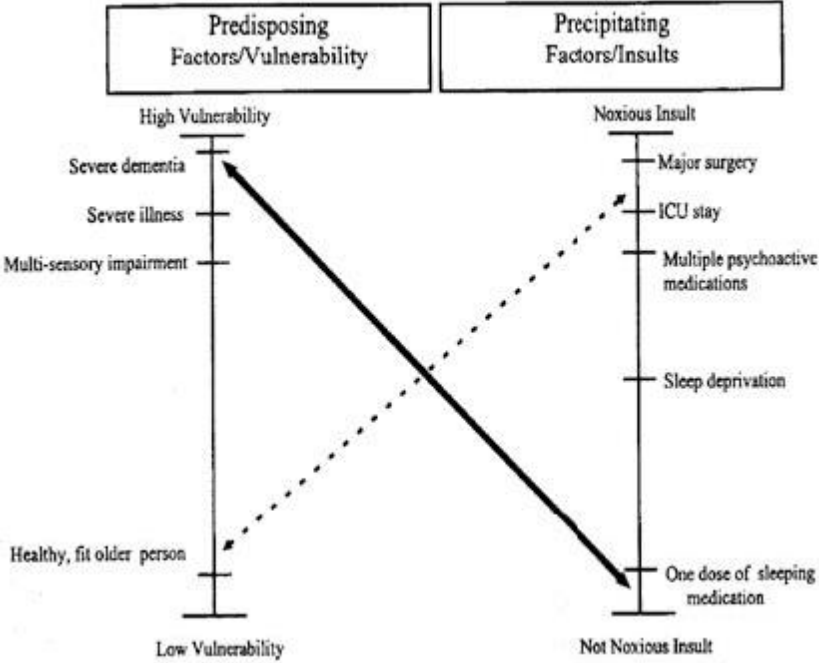 Predisposing
Factors/Vulnerability
Precipitating
Factors/Insults
High Vulnerability
Severe dementia
Severe illness
Multi-sensory impairment
Healthy, fit older person
Low Vulnerability
Noxious Insult
Major surgery
ICU stay
Multiple psychoactive
medications
Sleep deprivation
One dose of sleeping
medication
Not Noxious Insult